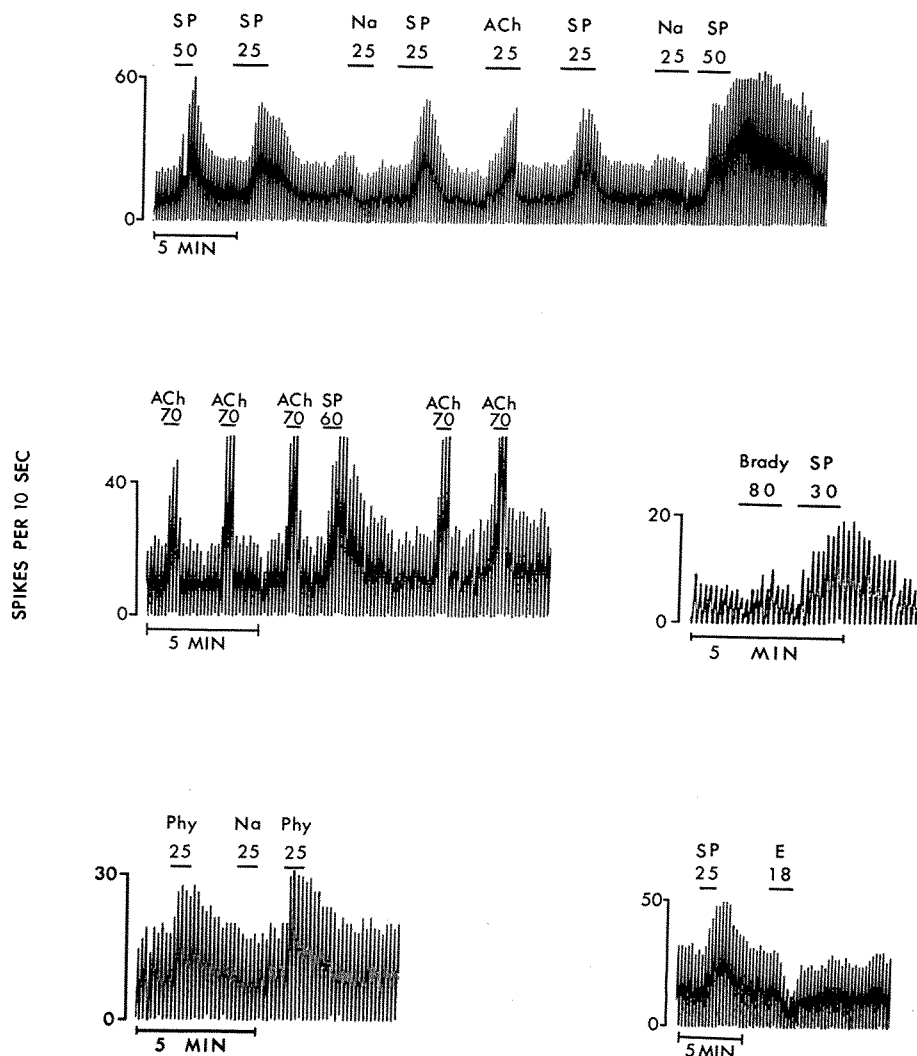 SP SP Na SP ACh SP Na SP
50 25 25 25 25 25 25 50
60
0
5 MIN
SPIKES PER 10 SEC
ACh ACh ACh SP ACh ACh
70 70 70 60 70 70
40
0
5 MIN
Brady SP
80 30
20
0
5 MIN
Phy Na Phy
25 25 25
30
0
5 MIN
SP E
25 18
50
0
5 MIN